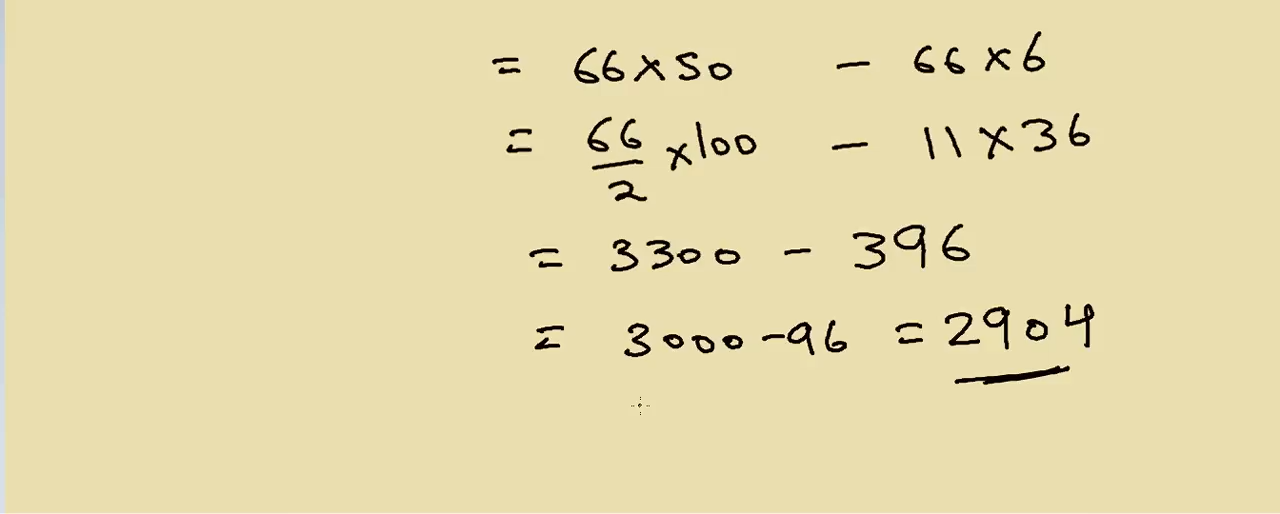 = 66×50 − 66×6
= 66/2 ×100 − 11×36
= 3300 − 396
= 3000−96 = 2904